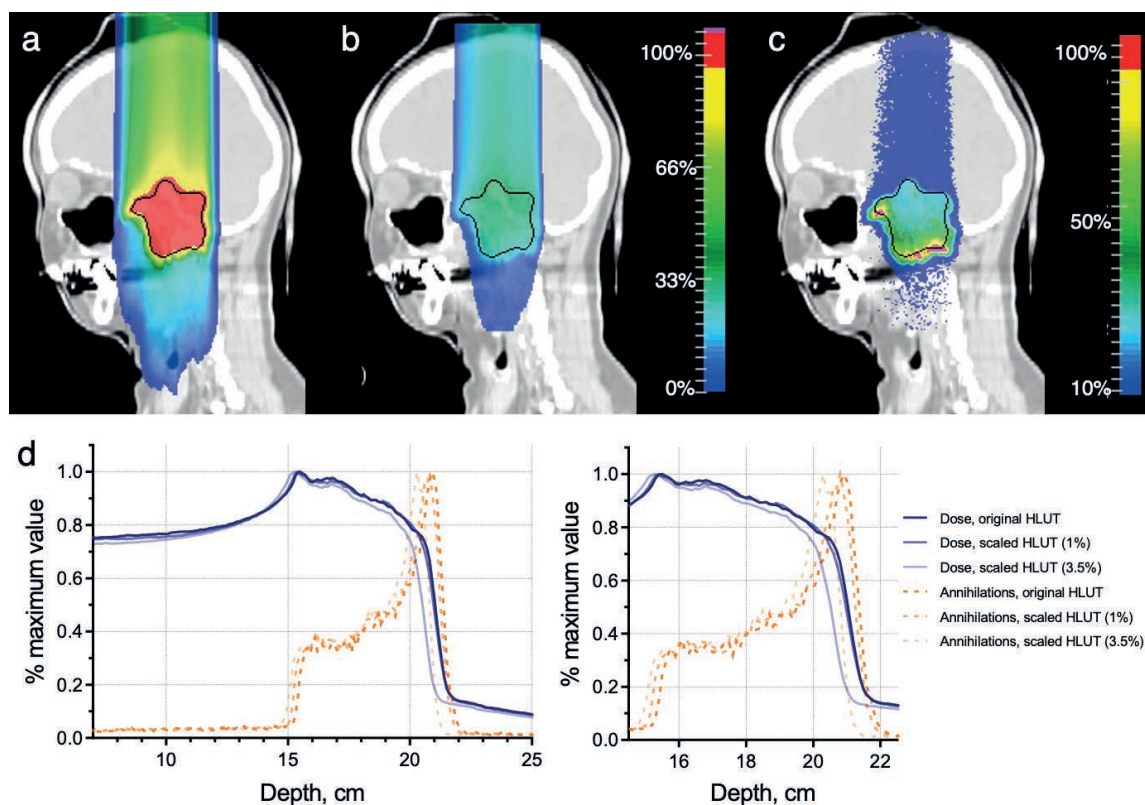 a
b
c
100%
66%
33%
0%
100%
50%
10%
d
% maximum value
1.0
0.8
0.6
0.4
0.2
0.0
10
15
20
25
Depth, cm
% maximum value
1.0
0.8
0.6
0.4
0.2
0.0
16
18
20
22
Depth, cm
Dose, original HLUT
Dose, scaled HLUT (1%)
Dose, scaled HLUT (3.5%)
Annihilations, original HLUT
Annihilations, scaled HLUT (1%)
Annihilations, scaled HLUT (3.5%)